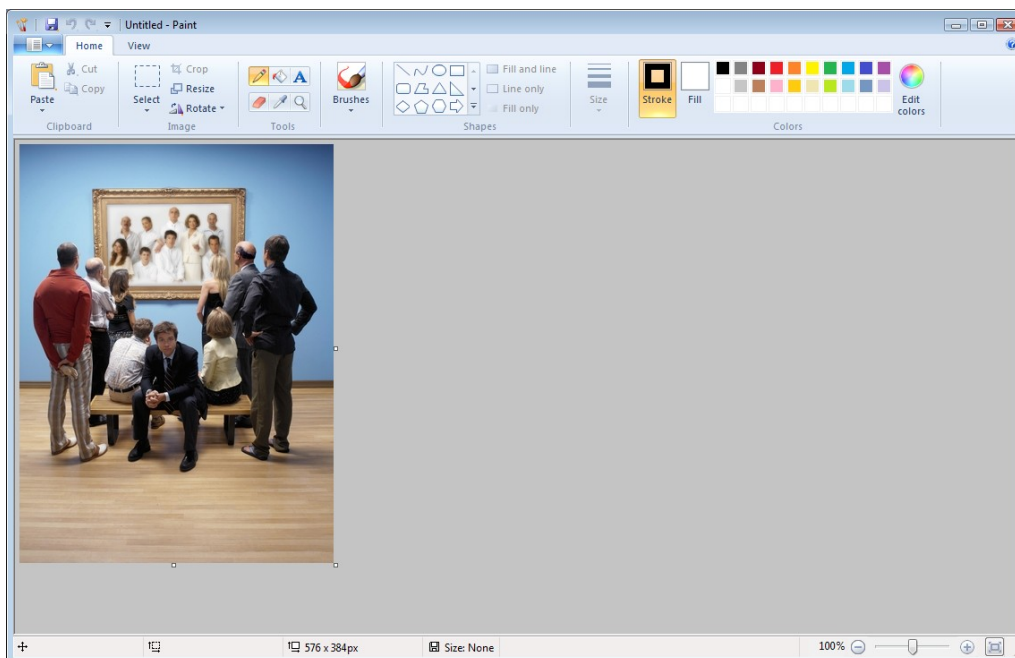 Untitled - Paint
Home View
Paste
Cut
Copy
Clipboard
Select
Crop
Resize
Rotate
Image
Tools
Brushes
Fill and line
Line only
Fill only
Shapes
Size
Stroke
Fill
Edit
colors
Colors
A
576 x 384px
Size: None
100%